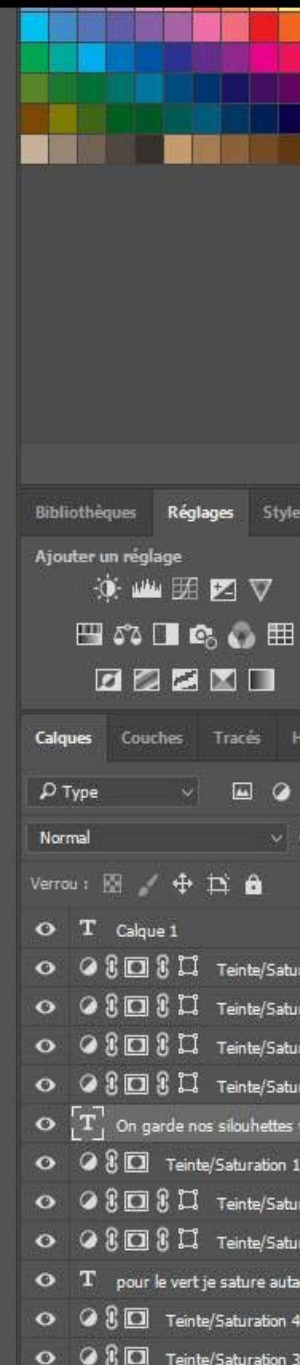 Bibliothèques Réglages Style
Ajouter un réglage
Calques Couches Tracés H
Type
Normal
Verrou :
T Calque 1
Teinte/Satur
Teinte/Satur
Teinte/Satur
Teinte/Satur
T On garde nos silouhettes
Teinte/Saturation 1
Teinte/Satur
Teinte/Satur
T pour le vert je sature auta
Teinte/Saturation 4
Teinte/Saturation 3